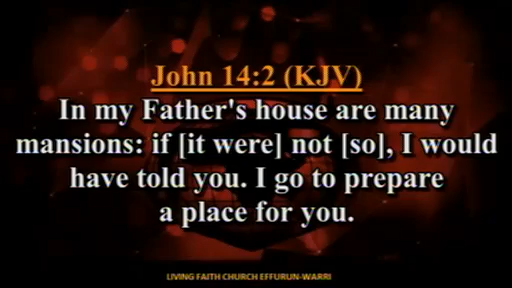 John 14:2 (KJV)
In my Father's house are many
mansions: if [it were] not [so], I would
have told you. I go to prepare
a place for you.
LIVING FAITH CHURCH EFFURUN-WARRI